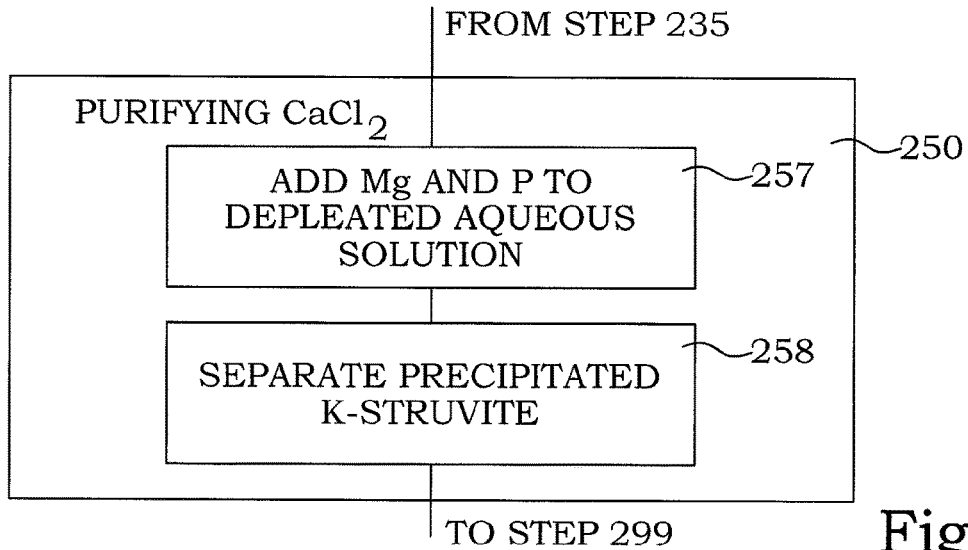 FROM STEP 235
PURIFYING CaCl2
250
ADD Mg AND P TO
DEPLEATED AQUEOUS
SOLUTION
257
SEPARATE PRECIPITATED
K-STRUVITE
258
TO STEP 299
Fig